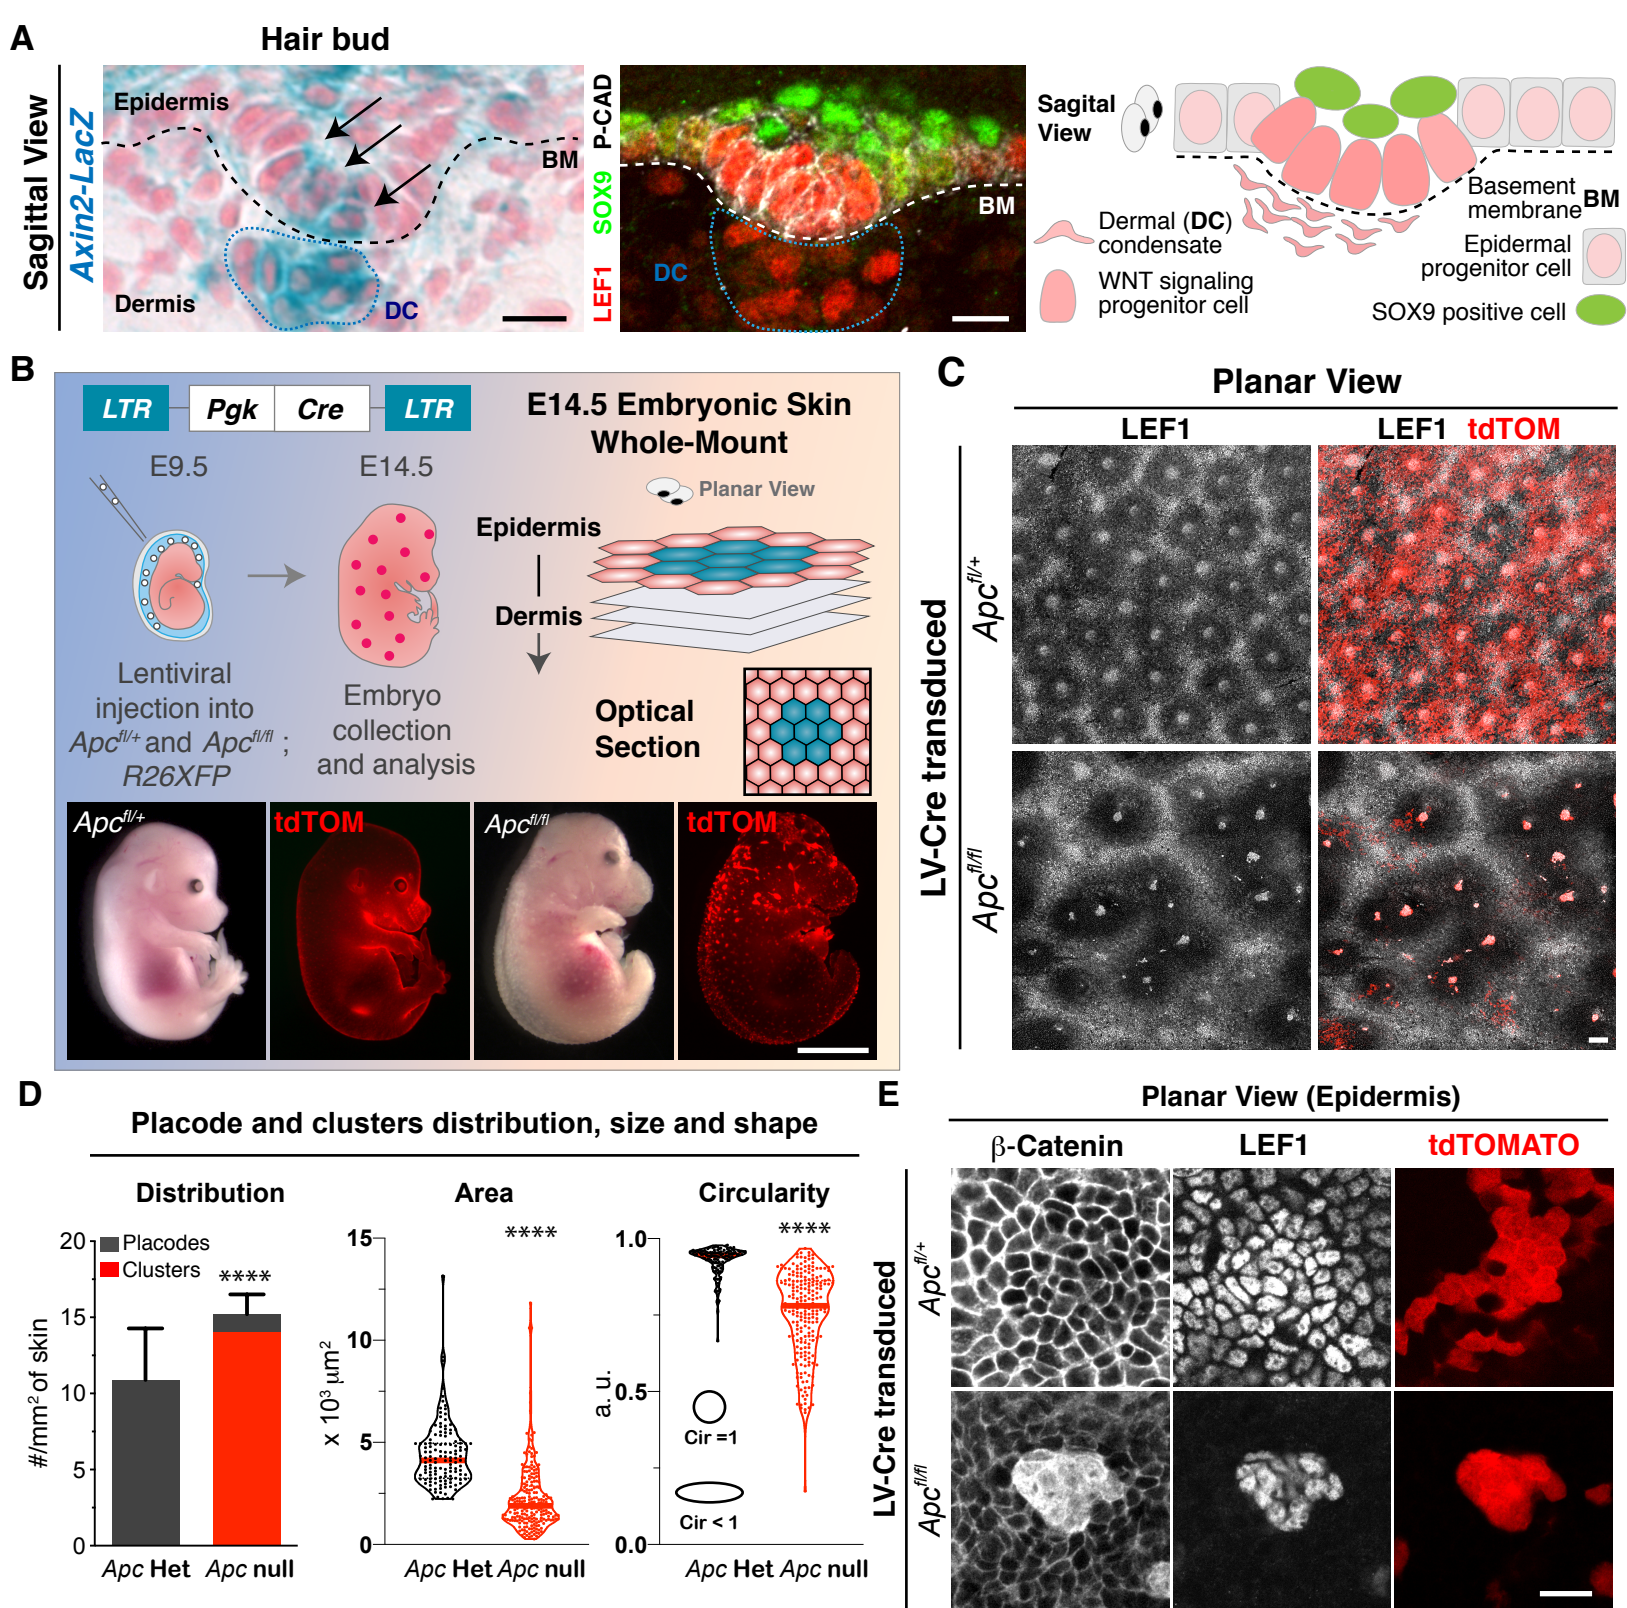 A
Hair bud
Sagittal View
Axin2-LacZ
Epidermis
BM
Dermis
DC
LEF1 SOX9 P-CAD
BM
DC
Sagital
View
Basement
membrane BM
Dermal (DC)
condensate
Epidermal
progenitor cell
WNT signaling
progenitor cell
SOX9 positive cell
B
LTR Pgk Cre LTR
E9.5 E14.5
Lentiviral
injection into
Apcfl/+ and Apcfl/fl ;
R26XFP
Embryo
collection
and analysis
E14.5 Embryonic Skin
Whole-Mount
Planar View
Epidermis
Dermis
Optical
Section
Apcfl/+ tdTOM Apcfl/fl tdTOM
C
Planar View
LEF1 LEF1 tdTOM
LV-Cre transduced
Apcfl/+
Apcfl/fl
D
Placode and clusters distribution, size and shape
Distribution
#/mm2 of skin
20
15
10
5
0
Placodes
Clusters
****
Apc Het Apc null
Area
x 103 μm2
15
10
5
0
****
Apc Het Apc null
Circularity
a. u.
1.0
0.5
0.0
****
Cir =1
Cir < 1
Apc Het Apc null
E
Planar View (Epidermis)
β-Catenin LEF1 tdTOMATO
LV-Cre transduced
Apcfl/+
Apcfl/fl